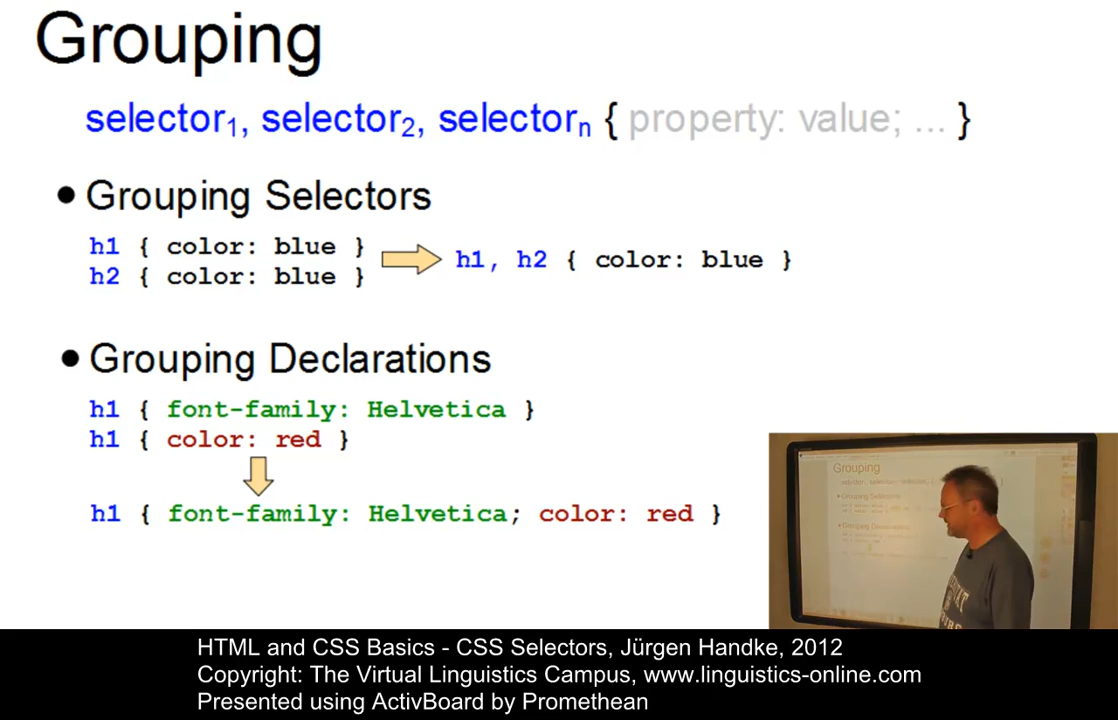 Grouping
selector1, selector2, selectorn { property: value; ... }
• Grouping Selectors
h1 { color: blue }
h2 { color: blue }
h1, h2 { color: blue }
• Grouping Declarations
h1 { font-family: Helvetica }
h1 { color: red }
h1 { font-family: Helvetica; color: red }
Grouping
HTML and CSS Basics - CSS Selectors, Jürgen Handke, 2012
Copyright: The Virtual Linguistics Campus, www.linguistics-online.com
Presented using ActivBoard by Promethean